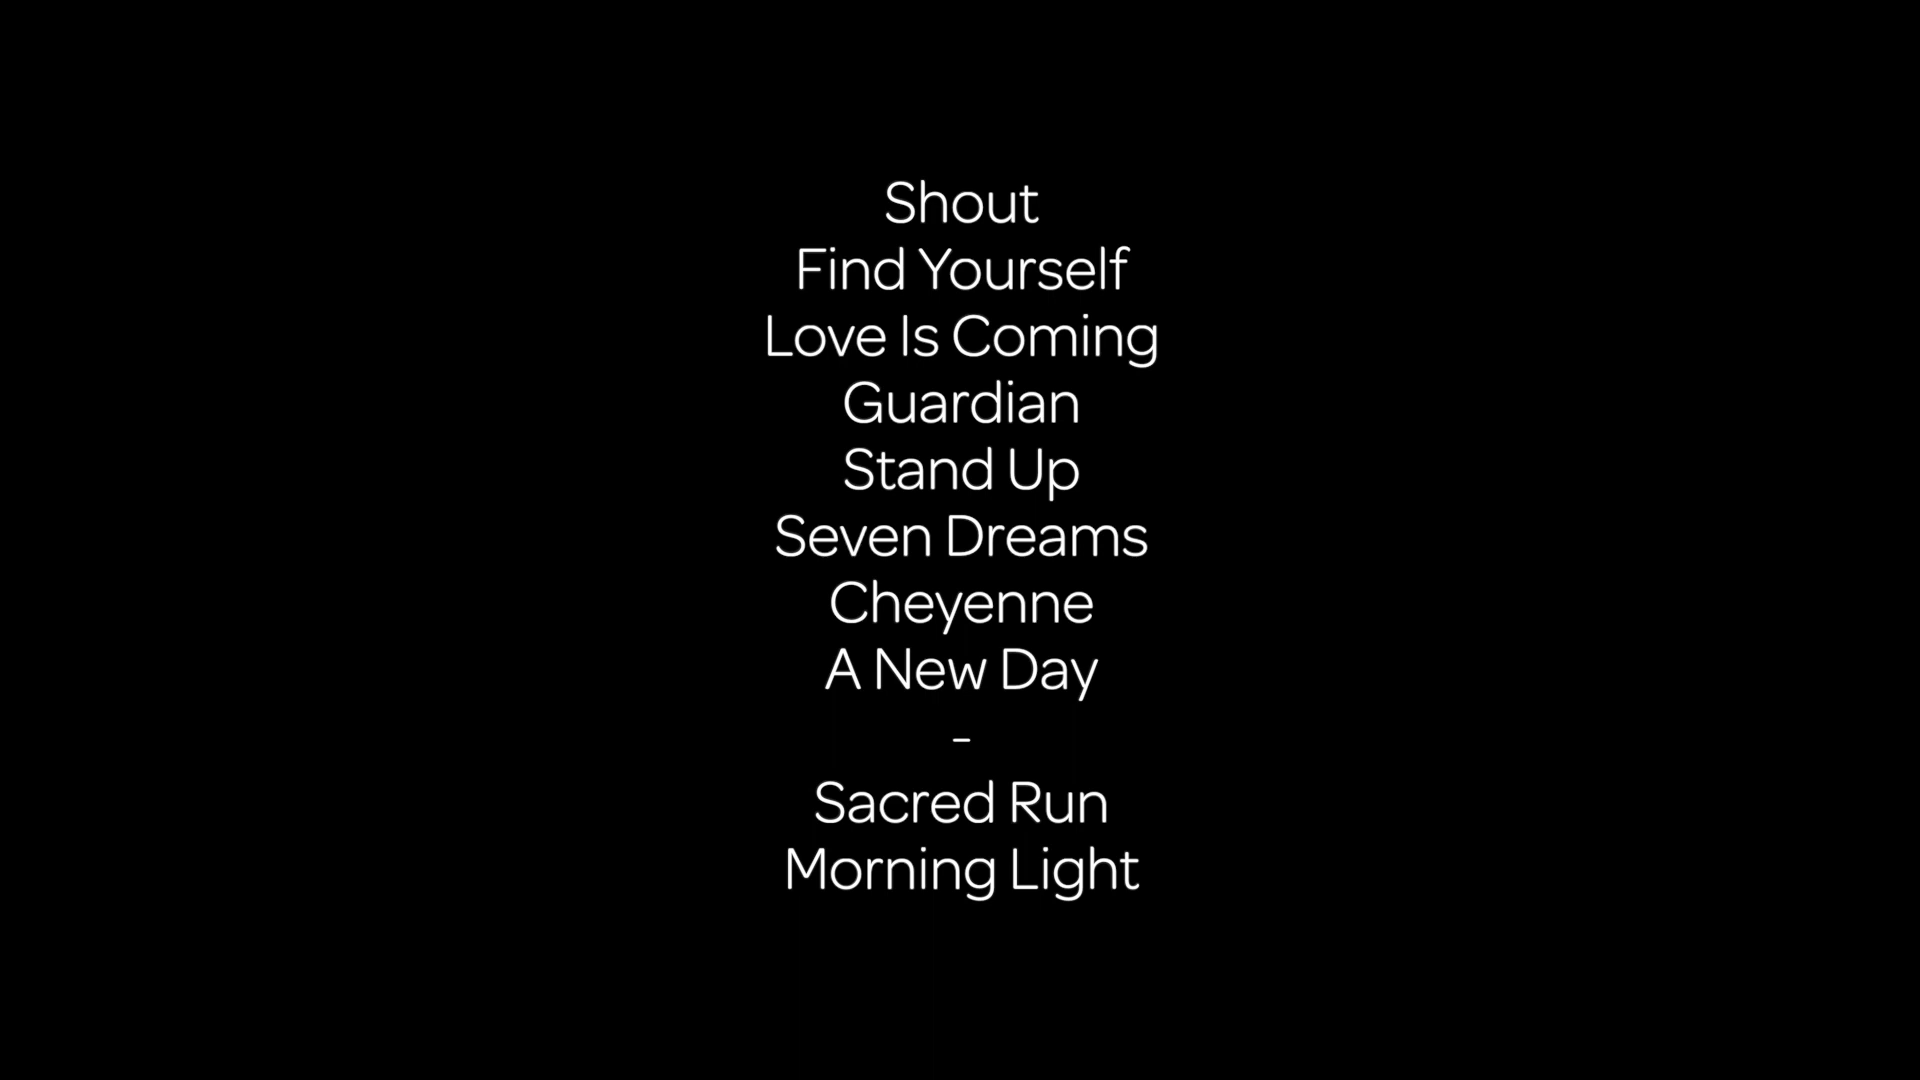 Shout
Find Yourself
Love Is Coming
Guardian
Stand Up
Seven Dreams
Cheyenne
A New Day
-
Sacred Run
Morning Light